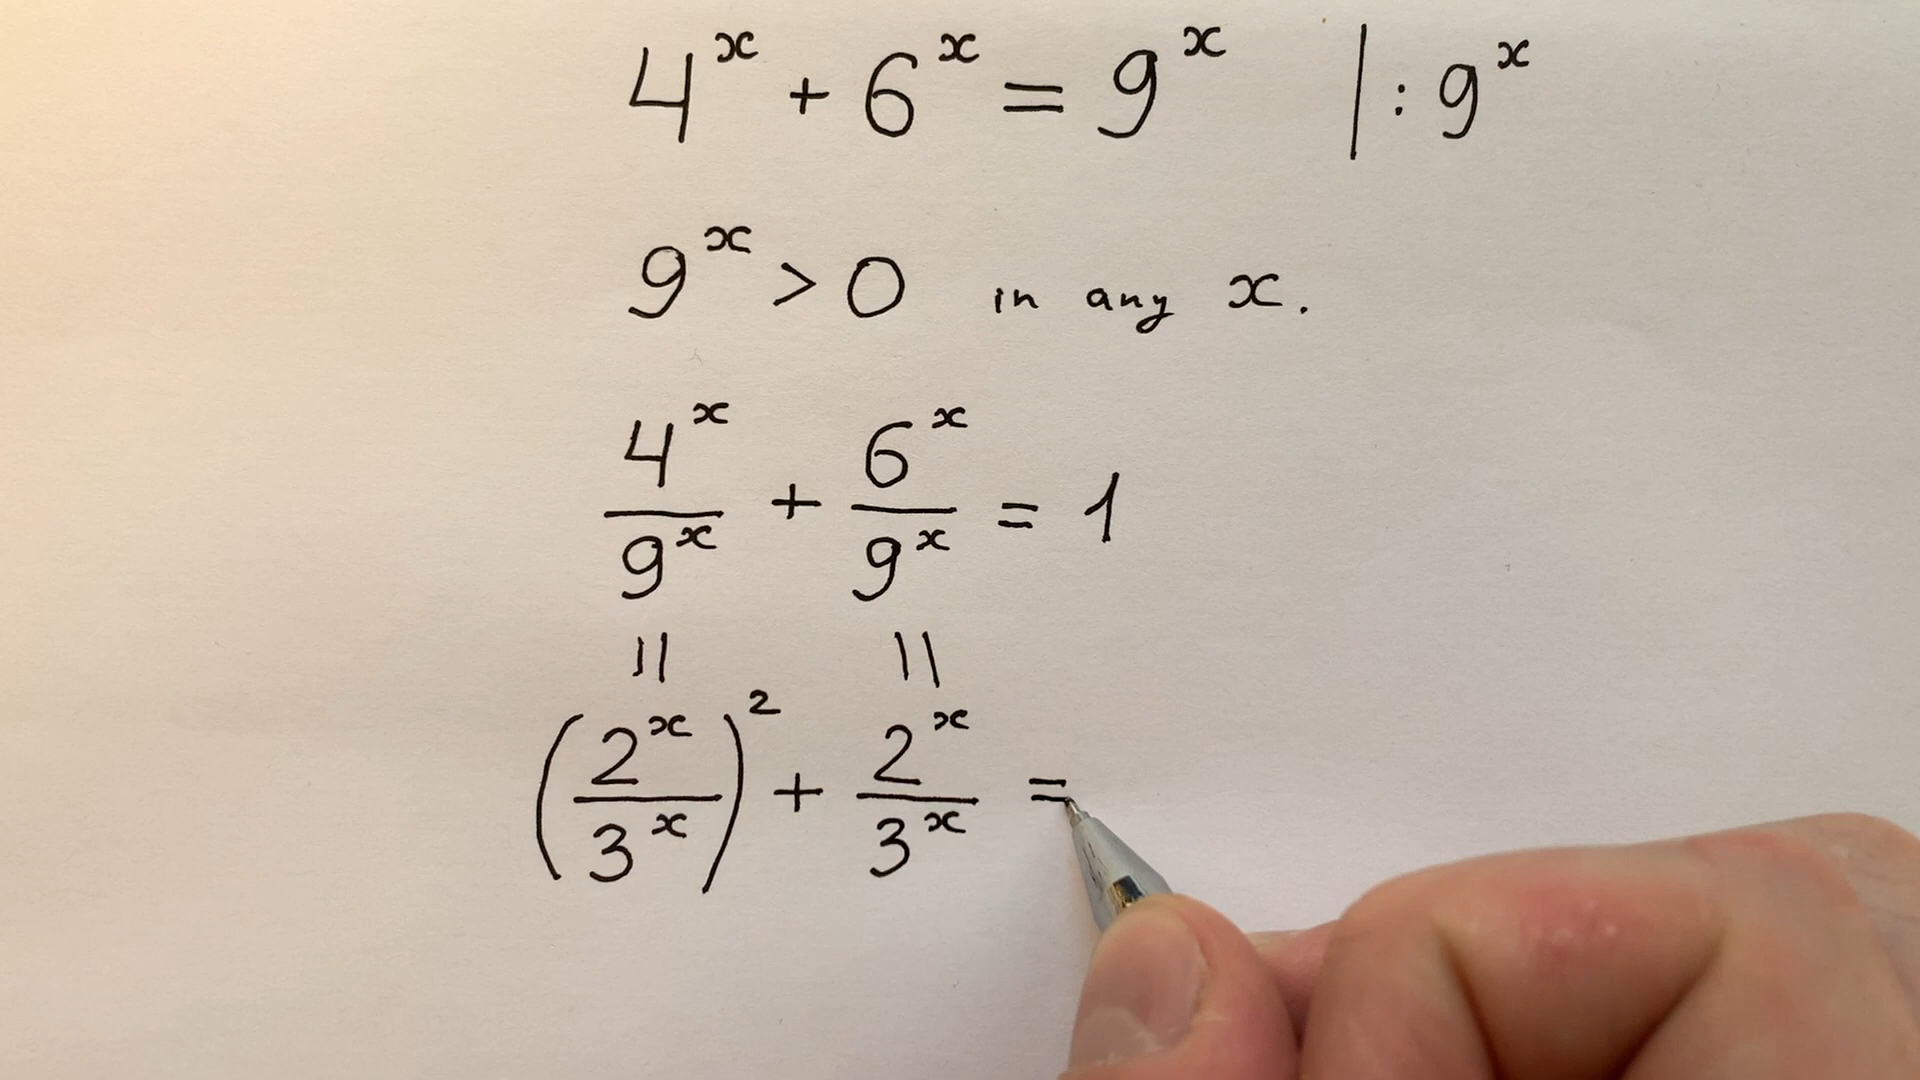 4^x + 6^x = 9^x | : 9^x
9^x > 0 in any x.
4^x/9^x + 6^x/9^x = 1
|| ||
(2^x/3^x)^2 + 2^x/3^x =